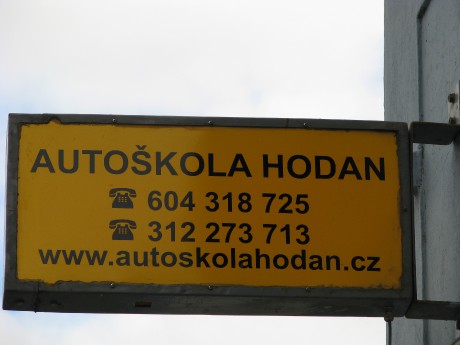 AUTOŠKOLA HODAN
☎ 604 318 725
☎ 312 273 713
www.autoskolahodan.cz